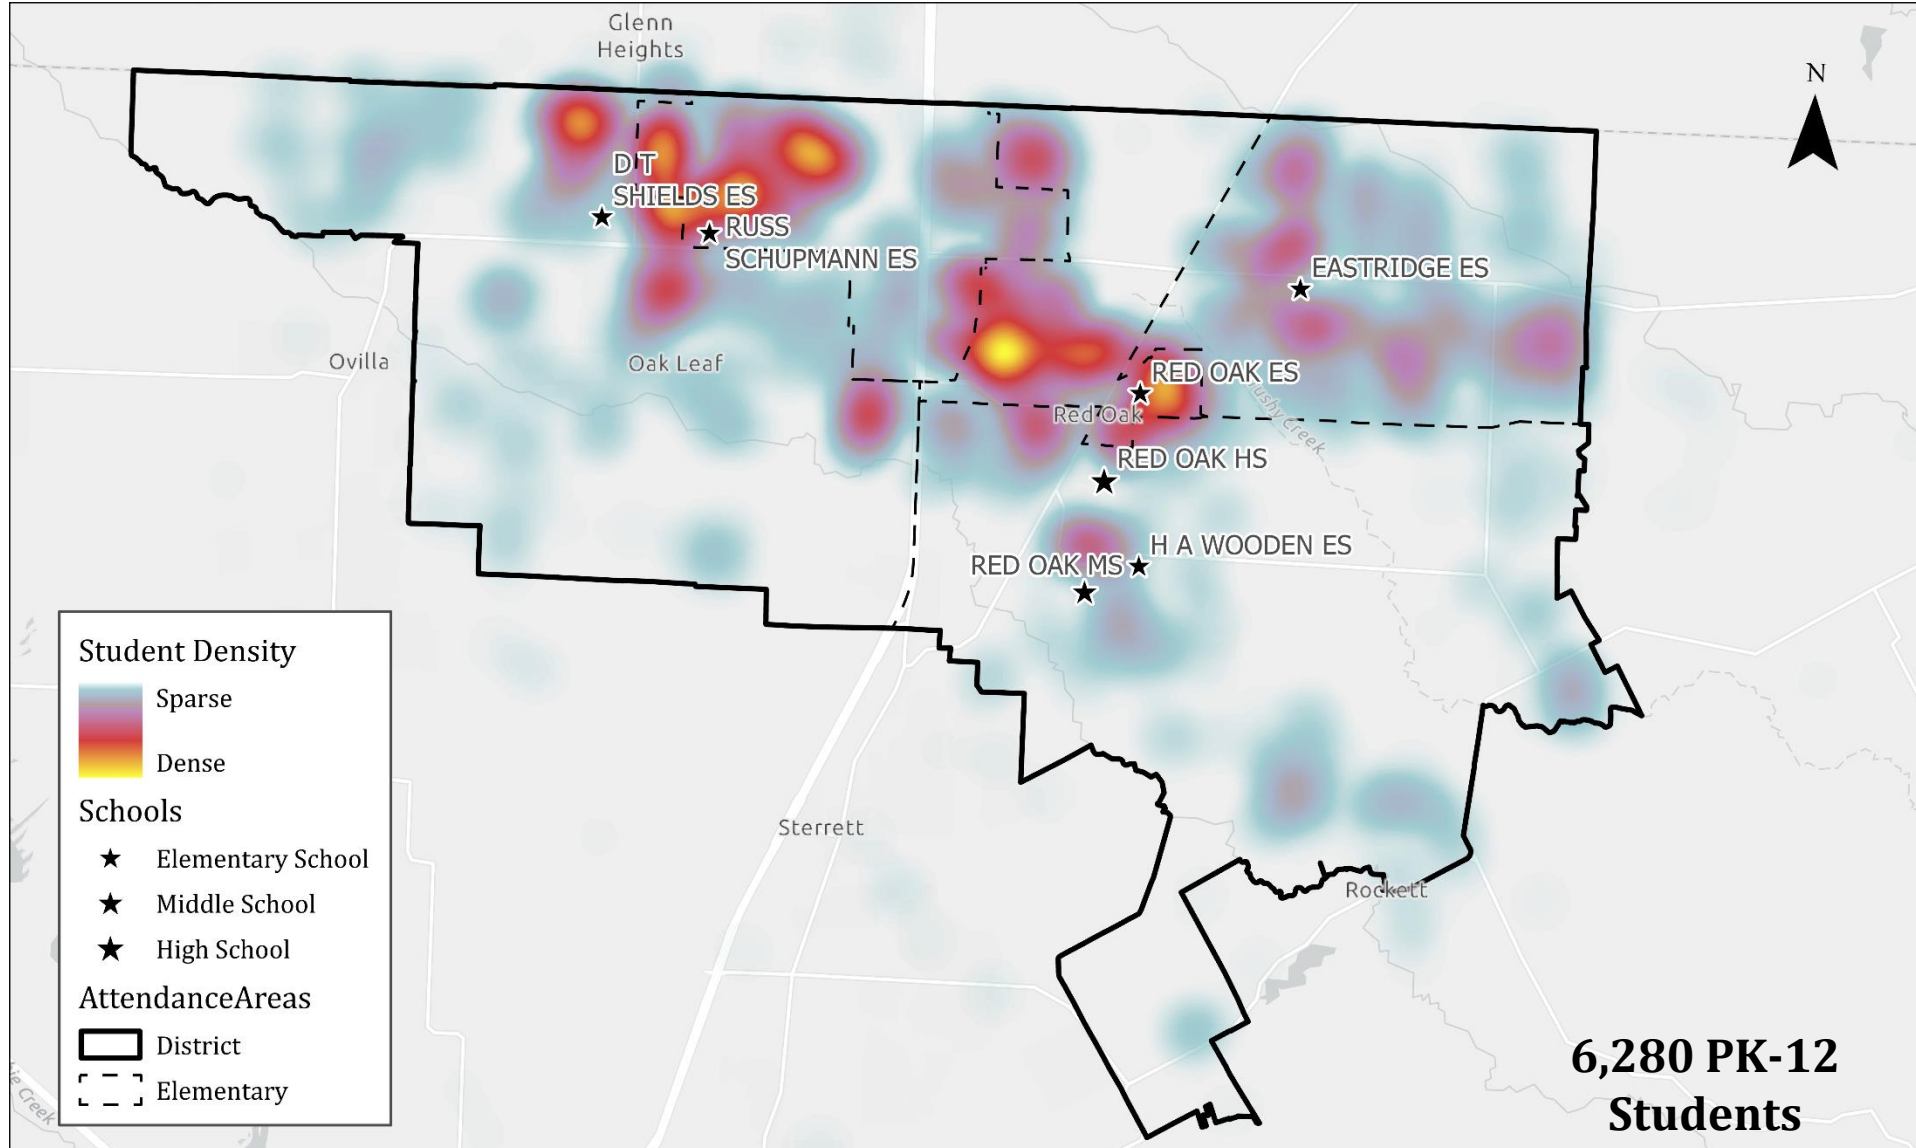 Glenn
Heights
N
D T
SHIELDS ES
RUSS
SCHUPMANN ES
EASTRIDGE ES
Ovilla
Oak Leaf
RED OAK ES
Red Oak
Creek
RED OAK HS
H A WOODEN ES
RED OAK MS
Student Density
Sparse
Dense
Schools
Elementary School
Middle School
High School
AttendanceAreas
District
Elementary
Sterrett
Rockett
Creek
6,280 PK-12
Students